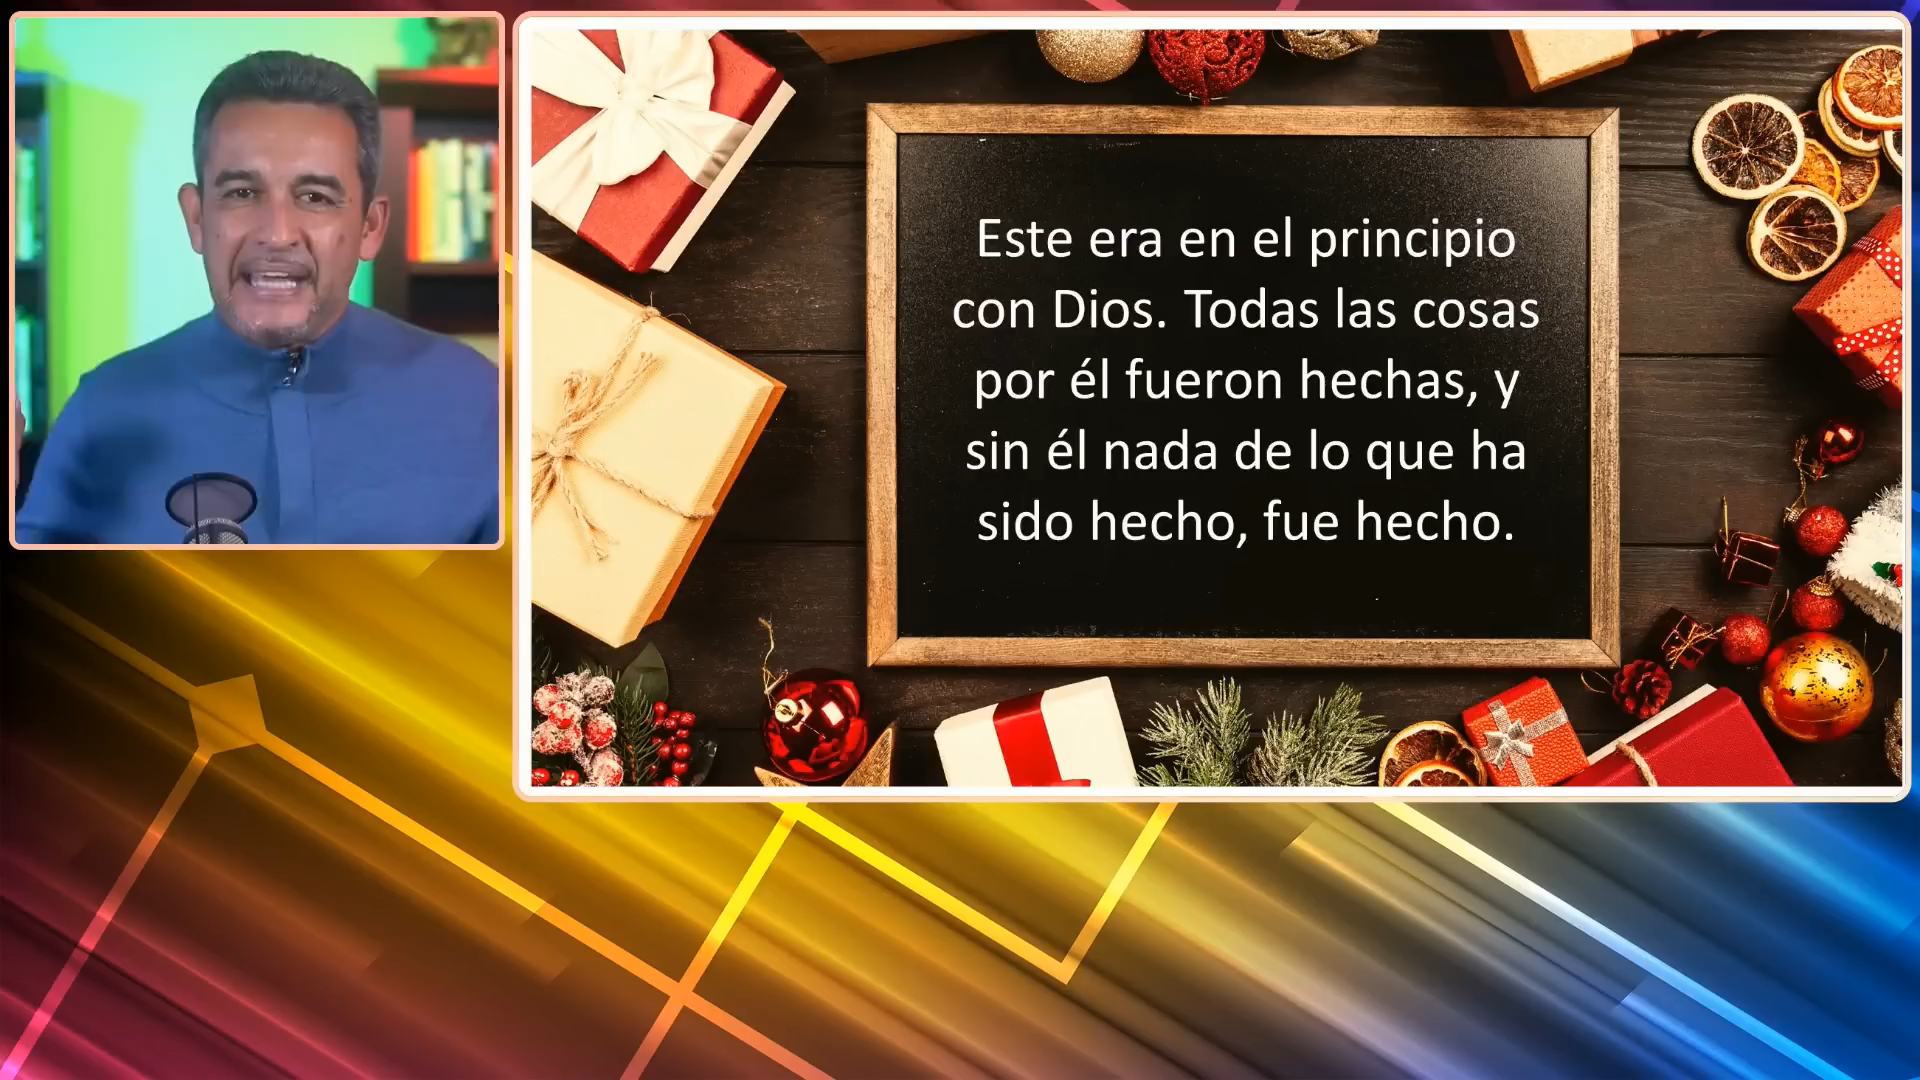 Este era en el principio
con Dios. Todas las cosas
por él fueron hechas, y
sin él nada de lo que ha
sido hecho, fue hecho.